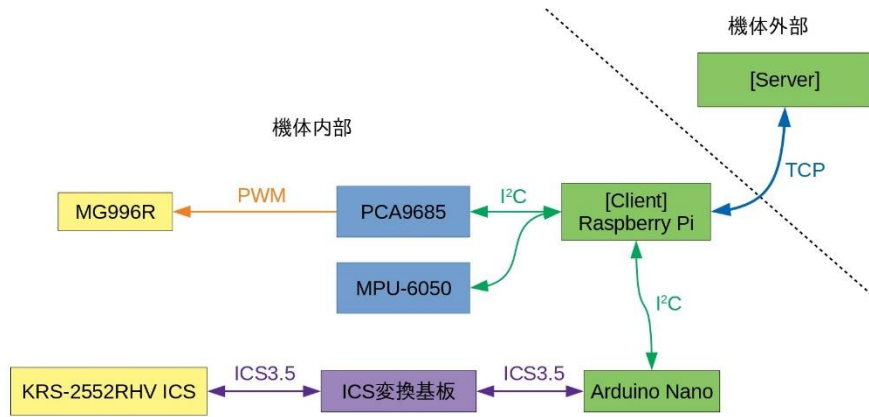 機体外部
[Server]
機体内部
TCP
MG996R
PWM
PCA9685
I²C
[Client]
Raspberry Pi
MPU-6050
I²C
KRS-2552RHV ICS
ICS3.5
ICS変換基板
ICS3.5
Arduino Nano